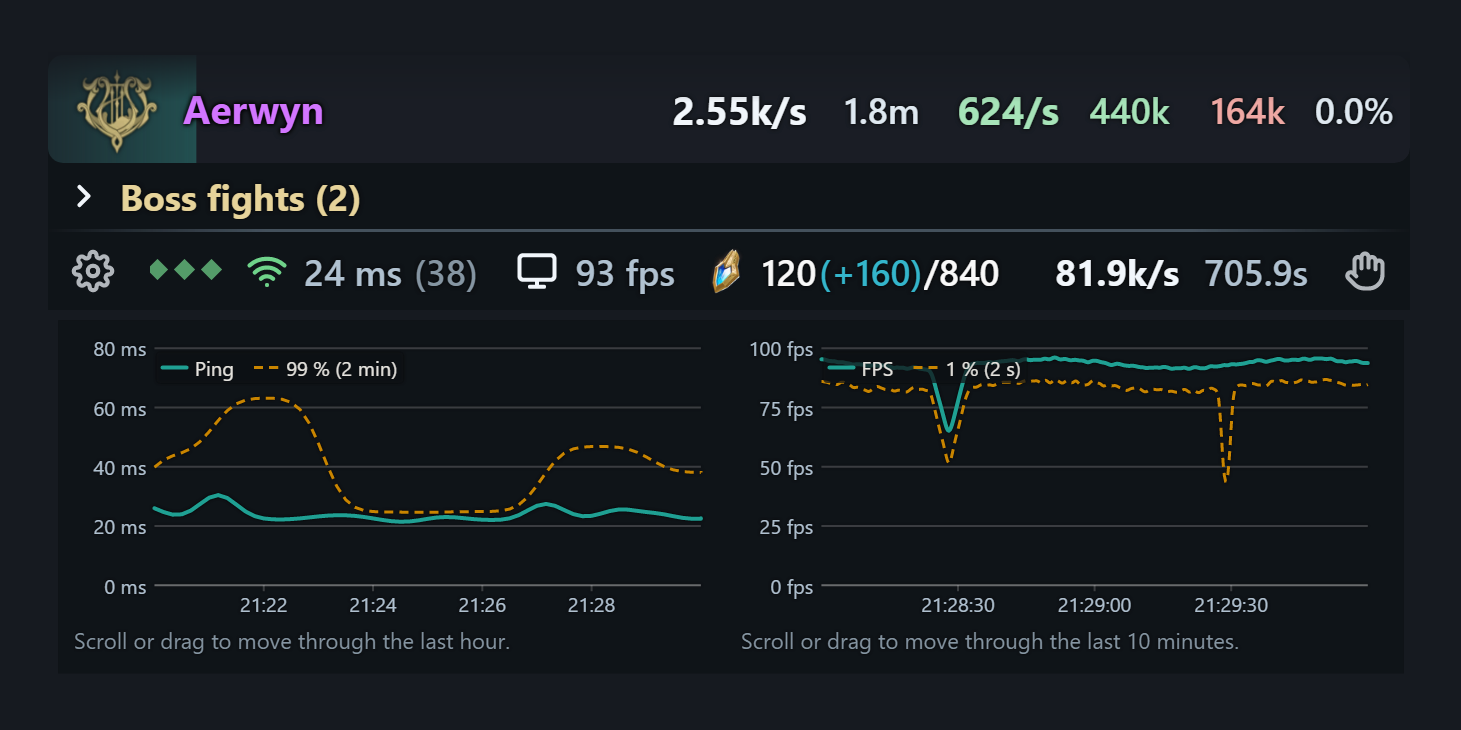 Aerwyn 2.55k/s 1.8m 624/s 440k 164k 0.0%
Boss fights (2)
24 ms (38) 93 fps 120(+160)/840 81.9k/s 705.9s
80 ms
Ping 99 % (2 min)
60 ms
40 ms
20 ms
0 ms
21:22 21:24 21:26 21:28
Scroll or drag to move through the last hour.
100 fps
FPS 1 % (2 s)
75 fps
50 fps
25 fps
0 fps
21:28:30 21:29:00 21:29:30
Scroll or drag to move through the last 10 minutes.